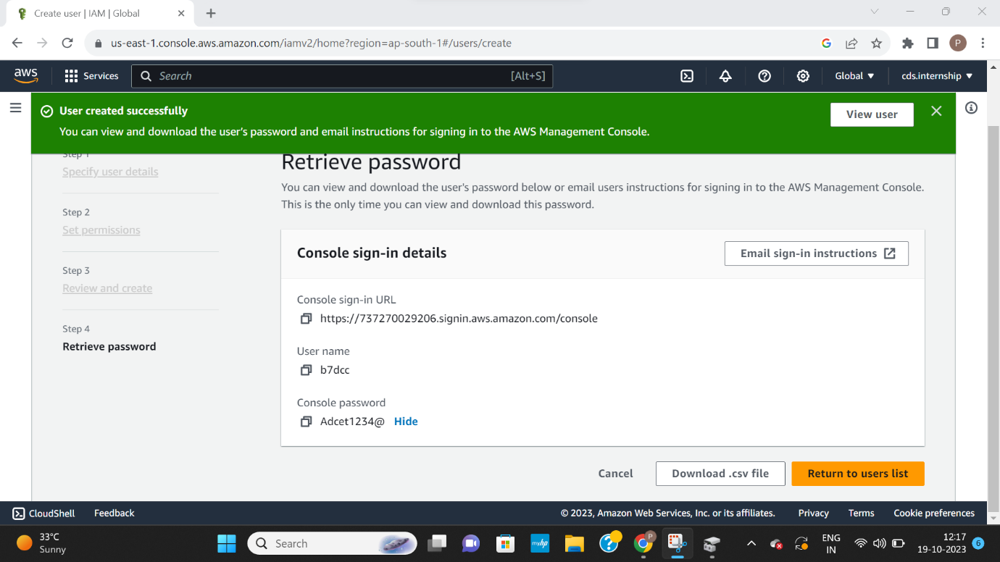 Create user | IAM | Global
us-east-1.console.aws.amazon.com/iamv2/home?region=ap-south-1#/users/create
G
P
aws
Services
Search
[Alt+S]
Global
cds.internship
User created successfully
You can view and download the user's password and email instructions for signing in to the AWS Management Console.
View user
Step 1
Specify user details
Step 2
Set permissions
Step 3
Review and create
Step 4
Retrieve password
Retrieve password
You can view and download the user's password below or email users instructions for signing in to the AWS Management Console.
This is the only time you can view and download this password.
Console sign-in details
Email sign-in instructions
Console sign-in URL
https://737270029206.signin.aws.amazon.com/console
User name
b7dcc
Console password
Adcet1234@ Hide
Cancel
Download .csv file
Return to users list
CloudShell
Feedback
© 2023, Amazon Web Services, Inc. or its affiliates.
Privacy
Terms
Cookie preferences
33°C
Sunny
Search
myhp
P
ENG
IN
12:17
19-10-2023
6